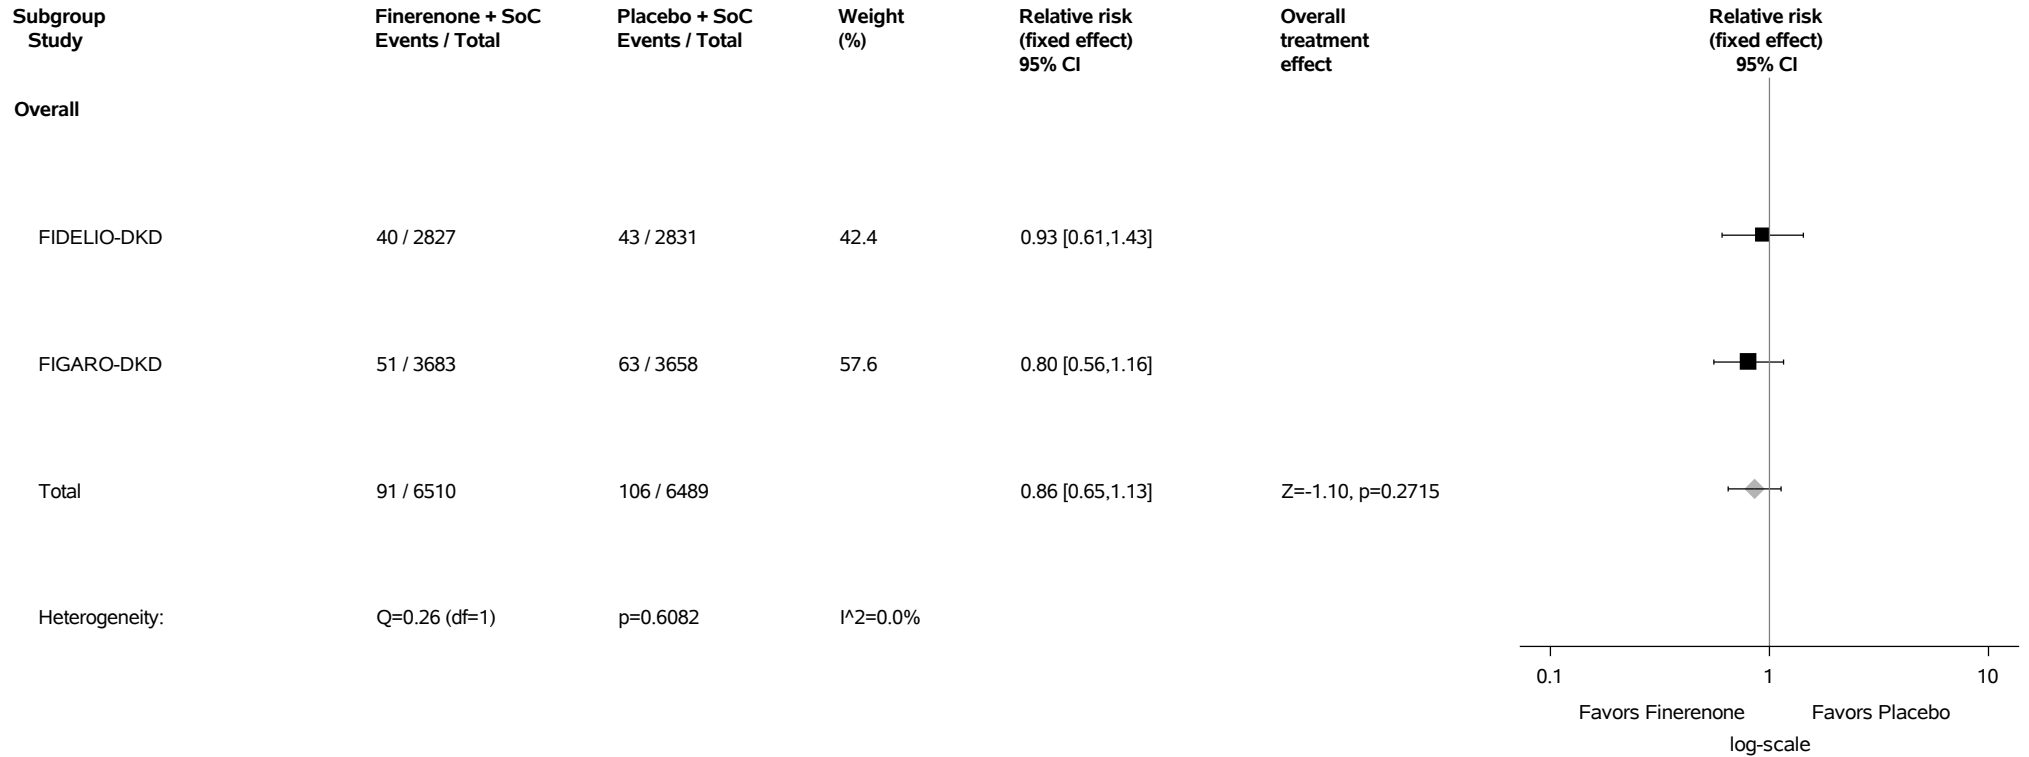 Subgroup Finerenone + SoC Placebo + SoC Weight Relative risk Overall Relative risk
Study Events / Total Events / Total (%) (fixed effect) treatment (fixed effect)
95% CI effect 95% CI
Overall
FIDELIO-DKD 40 / 2827 43 / 2831 42.4 0.93 [0.61,1.43]
FIGARO-DKD 51 / 3683 63 / 3658 57.6 0.80 [0.56,1.16]
Total 91 / 6510 106 / 6489 0.86 [0.65,1.13] Z=-1.10, p=0.2715
Heterogeneity: Q=0.26 (df=1) p=0.6082 I^2=0.0%
0.1 1 10
Favors Finerenone Favors Placebo
log-scale